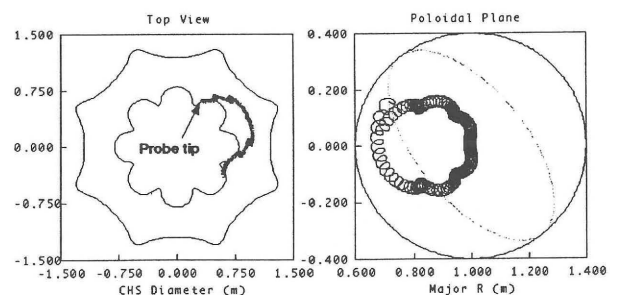 Top View
1.500
0.750
0.000
-0.750
-1.500
Probe tip
-1.500 -0.750 0.000 0.750 1.500
CHS Diameter (m)
Poloidal Plane
0.400
0.200
0.000
-0.200
-0.400
0.600 0.800 1.000 1.200 1.400
Major R (m)